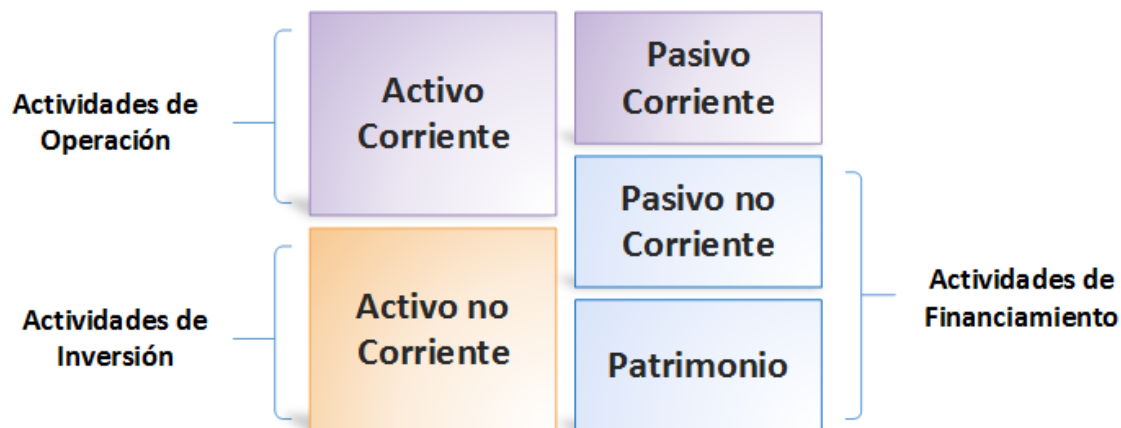 Actividades de
Operación
Activo
Corriente
Pasivo
Corriente
Pasivo no
Corriente
Actividades de
Inversión
Activo no
Corriente
Patrimonio
Actividades de
Financiamiento